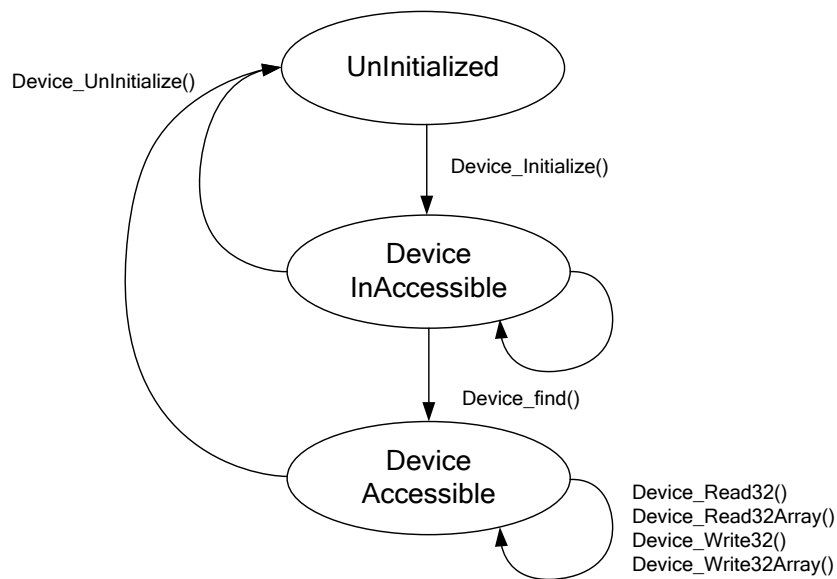 UnInitialized
Device_UnInitialize()
Device_Initialize()
Device
InAccessible
Device_find()
Device
Accessible
Device_Read32()
Device_Read32Array()
Device_Write32()
Device_Write32Array()